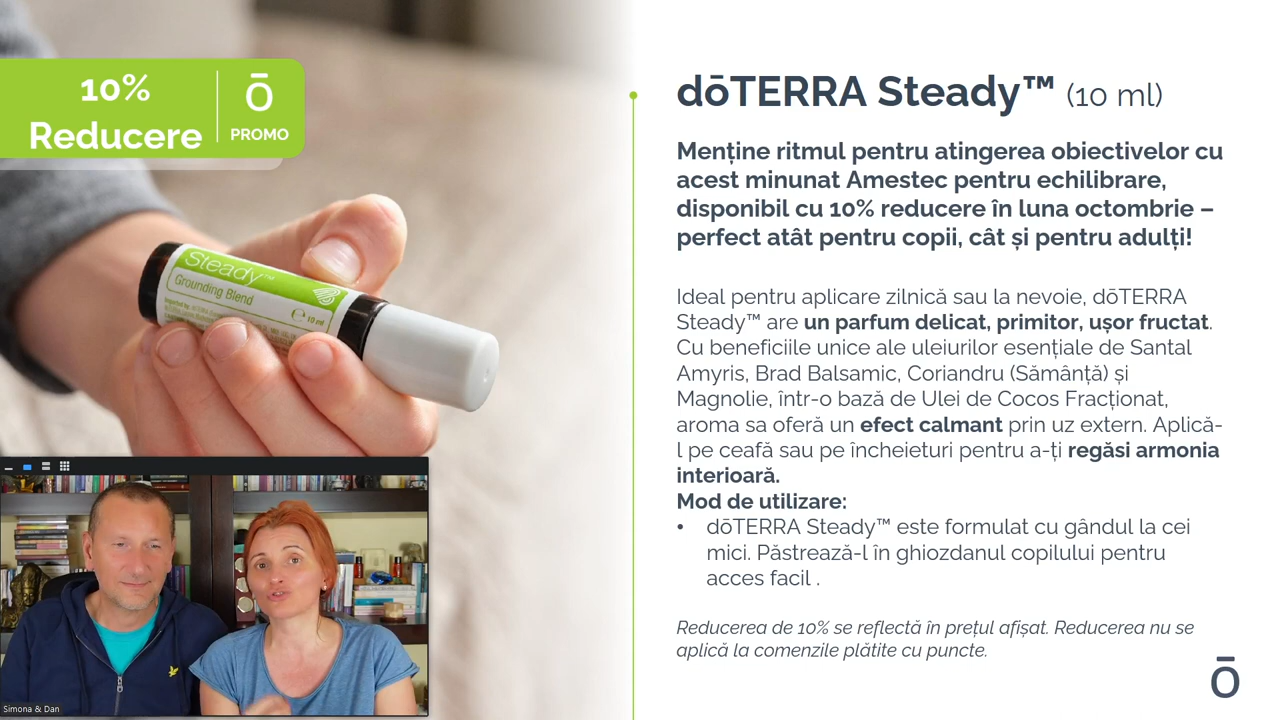 10%
Reducere
ō
PROMO
Steady™
Grounding Blend
10 ml
Simona & Dan
dōTERRA Steady™ (10 ml)
Menține ritmul pentru atingerea obiectivelor cu
acest minunat Amestec pentru echilibrare,
disponibil cu 10% reducere în luna octombrie –
perfect atât pentru copii, cât și pentru adulți!
Ideal pentru aplicare zilnică sau la nevoie, dōTERRA
Steady™ are un parfum delicat, primitor, ușor fructat.
Cu beneficiile unice ale uleiurilor esențiale de Santal
Amyris, Brad Balsamic, Coriandru (Sămânță) și
Magnolie, într-o bază de Ulei de Cocos Fracționat,
aroma sa oferă un efect calmant prin uz extern. Aplică-
l pe ceafă sau pe încheieturi pentru a-ți regăsi armonia
interioară.
Mod de utilizare:
• dōTERRA Steady™ este formulat cu gândul la cei
mici. Păstrează-l în ghiozdanul copilului pentru
acces facil .
Reducerea de 10% se reflectă în prețul afișat. Reducerea nu se
aplică la comenzile plătite cu puncte.
ō